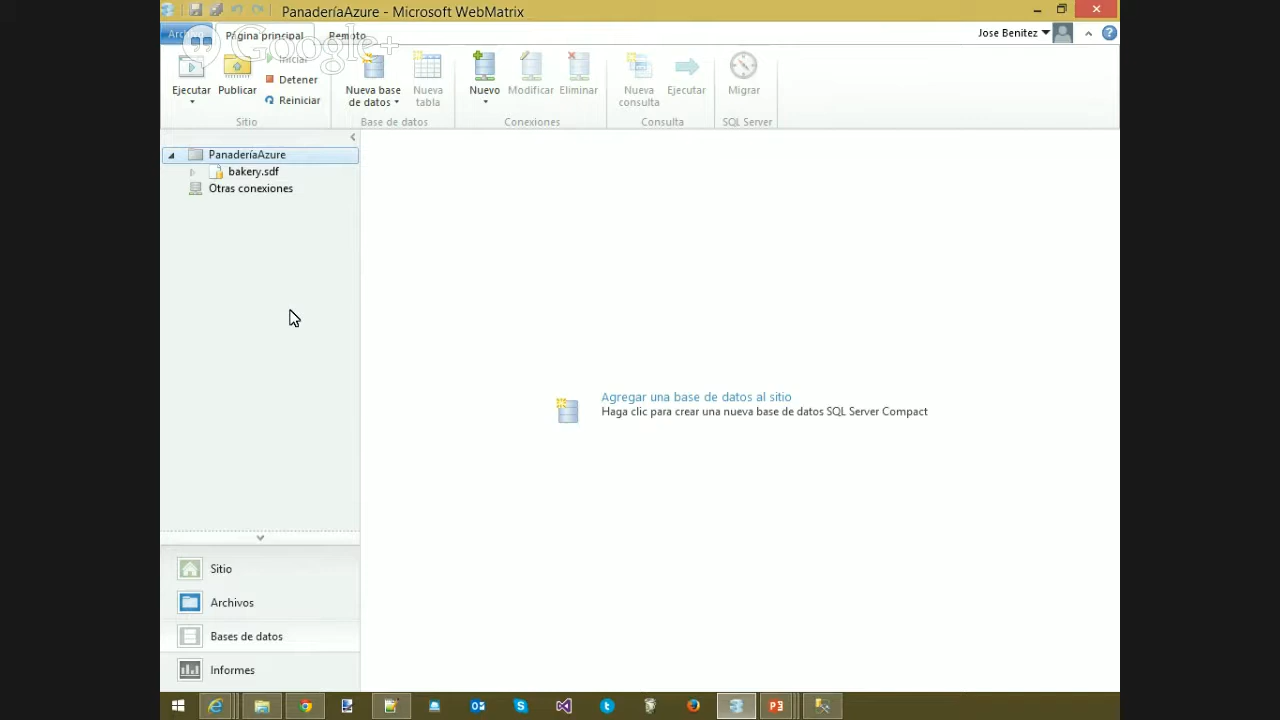 PanaderíaAzure - Microsoft WebMatrix
Archivo
Página principal
Remoto
Jose Benitez
Google+
Ejecutar
Publicar
Iniciar
Detener
Reiniciar
Sitio
Nueva base
de datos
Nueva
tabla
Base de datos
Nuevo
Modificar
Eliminar
Conexiones
Nueva
consulta
Ejecutar
Consulta
Migrar
SQL Server
PanaderíaAzure
bakery.sdf
Otras conexiones
Agregar una base de datos al sitio
Haga clic para crear una nueva base de datos SQL Server Compact
Sitio
Archivos
Bases de datos
Informes